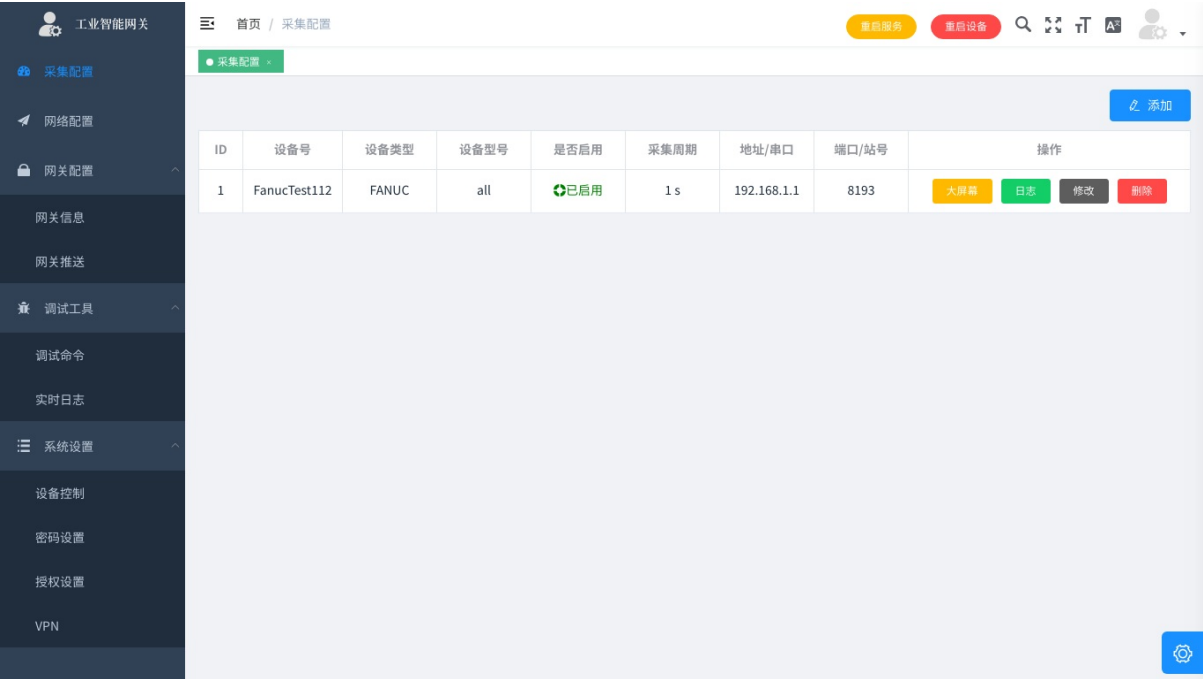 工业智能网关
首页 / 采集配置
重启服务
重启设备
采集配置 ×
采集配置
网络配置
网关配置
网关信息
网关推送
调试工具
调试命令
实时日志
系统设置
设备控制
密码设置
授权设置
VPN
添加
ID 设备号 设备类型 设备型号 是否启用 采集周期 地址/串口 端口/站号 操作
1 FanucTest112 FANUC all 已启用 1 s 192.168.1.1 8193 大屏幕 日志 修改 删除